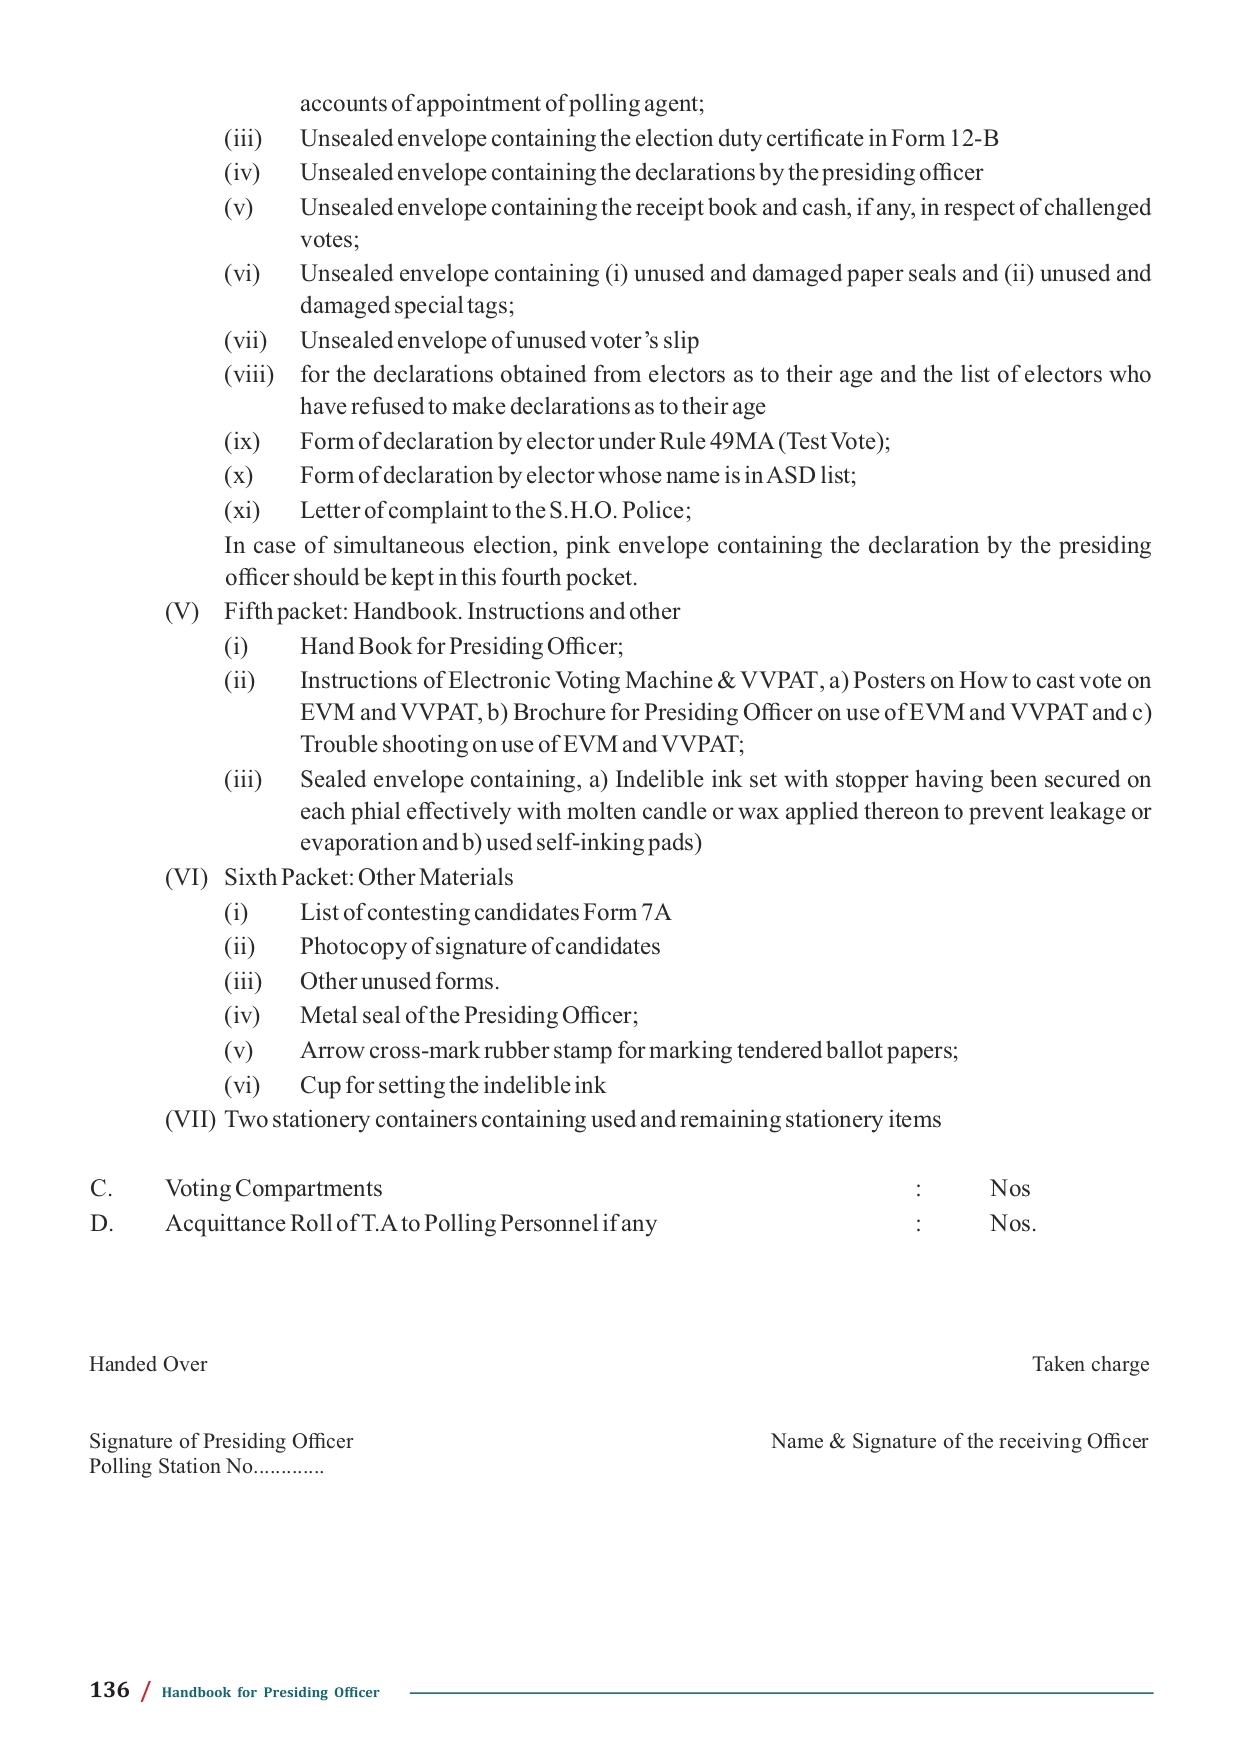 accounts of appointment of polling agent;
(iii) Unsealed envelope containing the election duty certificate in Form 12-B
(iv) Unsealed envelope containing the declarations by the presiding officer
(v) Unsealed envelope containing the receipt book and cash, if any, in respect of challenged
votes;
(vi) Unsealed envelope containing (i) unused and damaged paper seals and (ii) unused and
damaged special tags;
(vii) Unsealed envelope of unused voter's slip
(viii) for the declarations obtained from electors as to their age and the list of electors who
have refused to make declarations as to their age
(ix) Form of declaration by elector under Rule 49MA (Test Vote);
(x) Form of declaration by elector whose name is in ASD list;
(xi) Letter of complaint to the S.H.O. Police;
In case of simultaneous election, pink envelope containing the declaration by the presiding
officer should be kept in this fourth pocket.
(V) Fifth packet: Handbook. Instructions and other
(i) Hand Book for Presiding Officer;
(ii) Instructions of Electronic Voting Machine & VVPAT, a) Posters on How to cast vote on
EVM and VVPAT, b) Brochure for Presiding Officer on use of EVM and VVPAT and c)
Trouble shooting on use of EVM and VVPAT;
(iii) Sealed envelope containing, a) Indelible ink set with stopper having been secured on
each phial effectively with molten candle or wax applied thereon to prevent leakage or
evaporation and b) used self-inking pads)
(VI) Sixth Packet: Other Materials
(i) List of contesting candidates Form 7A
(ii) Photocopy of signature of candidates
(iii) Other unused forms.
(iv) Metal seal of the Presiding Officer;
(v) Arrow cross-mark rubber stamp for marking tendered ballot papers;
(vi) Cup for setting the indelible ink
(VII) Two stationery containers containing used and remaining stationery items
C. Voting Compartments : Nos
D. Acquittance Roll of T.A to Polling Personnel if any : Nos.
Handed Over Taken charge
Signature of Presiding Officer Name & Signature of the receiving Officer
Polling Station No.............
136 / Handbook for Presiding Officer